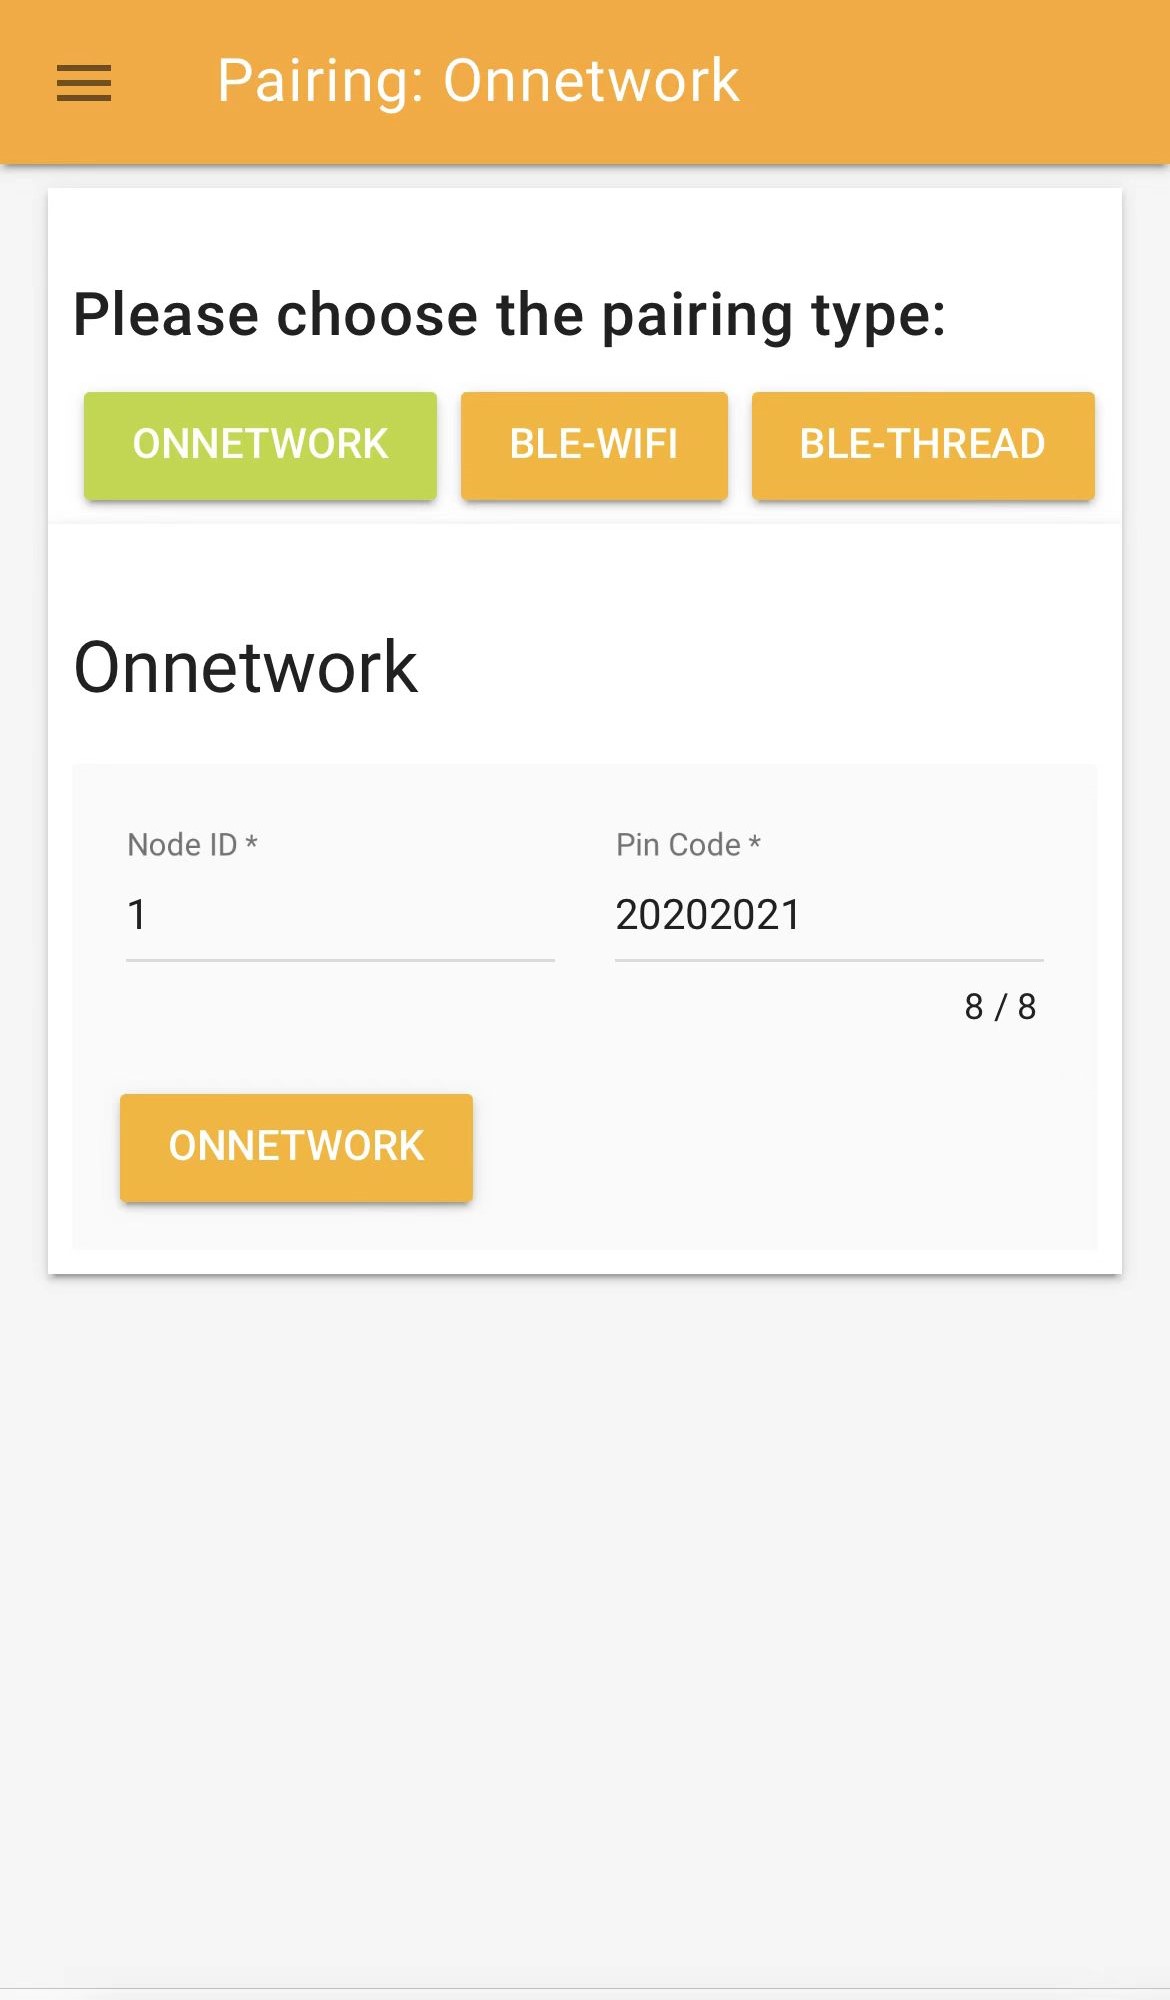 Pairing: Onnetwork
Please choose the pairing type:
ONNETWORK BLE-WIFI BLE-THREAD
Onnetwork
Node ID * Pin Code *
1 20202021
8 / 8
ONNETWORK